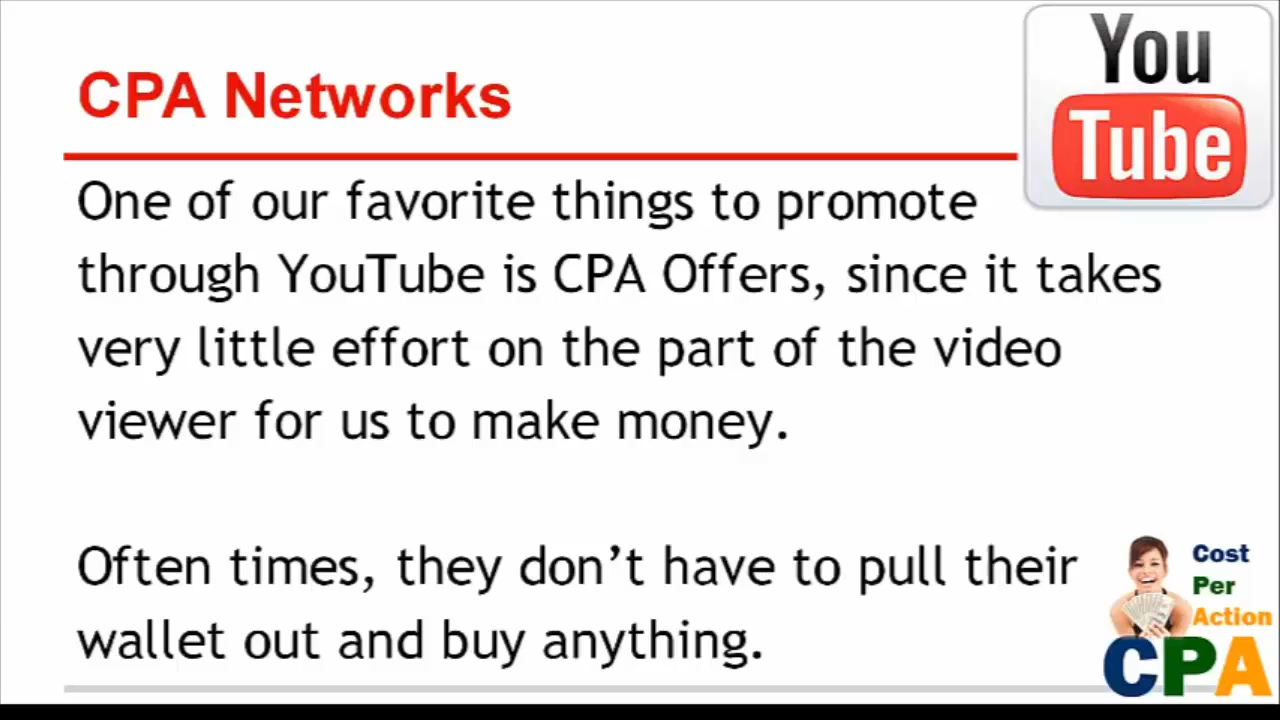 You
Tube
CPA Networks
One of our favorite things to promote
through YouTube is CPA Offers, since it takes
very little effort on the part of the video
viewer for us to make money.
Often times, they don’t have to pull their
wallet out and buy anything.
Cost
Per
Action
CPA